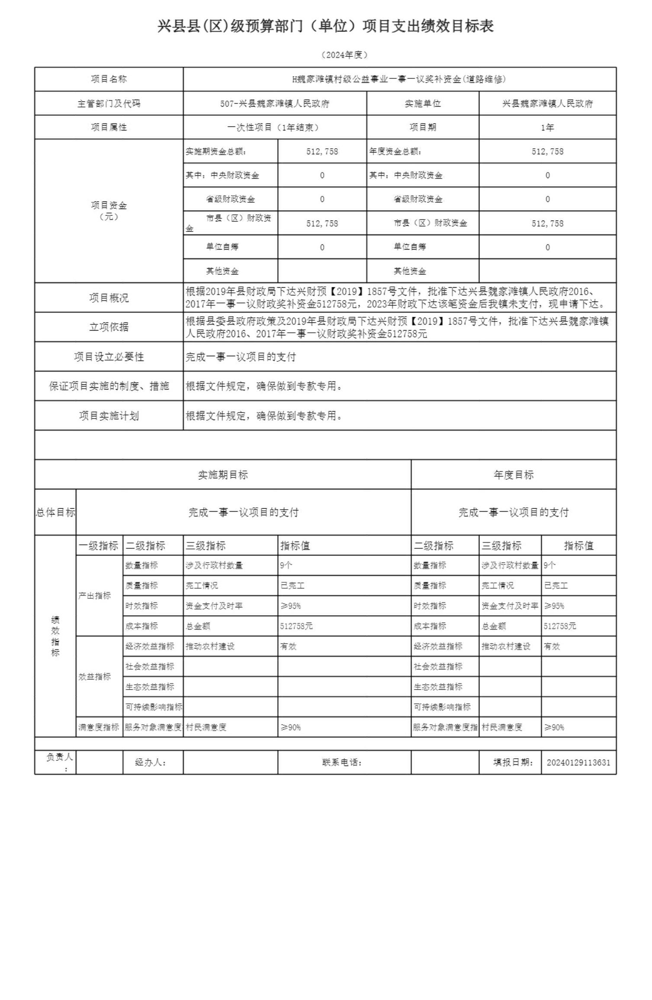 兴县县(区)级预算部门（单位）项目支出绩效目标表
（2024年度）
项目名称 H魏家滩镇村级公益事业一事一议奖补资金(道路维修)
主管部门及代码 507-兴县魏家滩镇人民政府 实施单位 兴县魏家滩镇人民政府
项目属性 一次性项目（1年结束） 项目期 1年
项目资金
（元）
实施期资金总额： 512,758 年度资金总额： 512,758
其中：中央财政资金 0 其中：中央财政资金 0
省级财政资金 0 省级财政资金 0
市县（区）财政资
金 512,758 市县（区）财政资金 512,758
单位自筹 0 单位自筹 0
其他资金 其他资金
项目概况 根据2019年县财政局下达兴财预【2019】1857号文件，批准下达兴县魏家滩镇人民政府2016、
2017年一事一议财政奖补资金512758元，2023年财政下达该笔资金后我镇未支付，现申请下达。
立项依据 根据县委县政府政策及2019年县财政局下达兴财预【2019】1857号文件，批准下达兴县魏家滩镇
人民政府2016、2017年一事一议财政奖补资金512758元
项目设立必要性 完成一事一议项目的支付
保证项目实施的制度、措施 根据文件规定，确保做到专款专用。
项目实施计划 根据文件规定，确保做到专款专用。
实施期目标 年度目标
总体目标 完成一事一议项目的支付 完成一事一议项目的支付
绩
效
指
标
一级指标 二级指标 三级指标 指标值 二级指标 三级指标 指标值
产出指标
数量指标 涉及行政村数量 9个 数量指标 涉及行政村数量 9个
质量指标 完工情况 已完工 质量指标 完工情况 已完工
时效指标 资金支付及时率 ≥95% 时效指标 资金支付及时率 ≥95%
成本指标 总金额 512758元 成本指标 总金额 512758元
效益指标
经济效益指标 推动农村建设 有效 经济效益指标 推动农村建设 有效
社会效益指标 社会效益指标
生态效益指标 生态效益指标
可持续影响指标 可持续影响指标
满意度指标 服务对象满意度 村民满意度 ≥90% 服务对象满意度指 村民满意度 ≥90%
负责人
： 经办人： 联系电话： 填报日期： 20240129113631